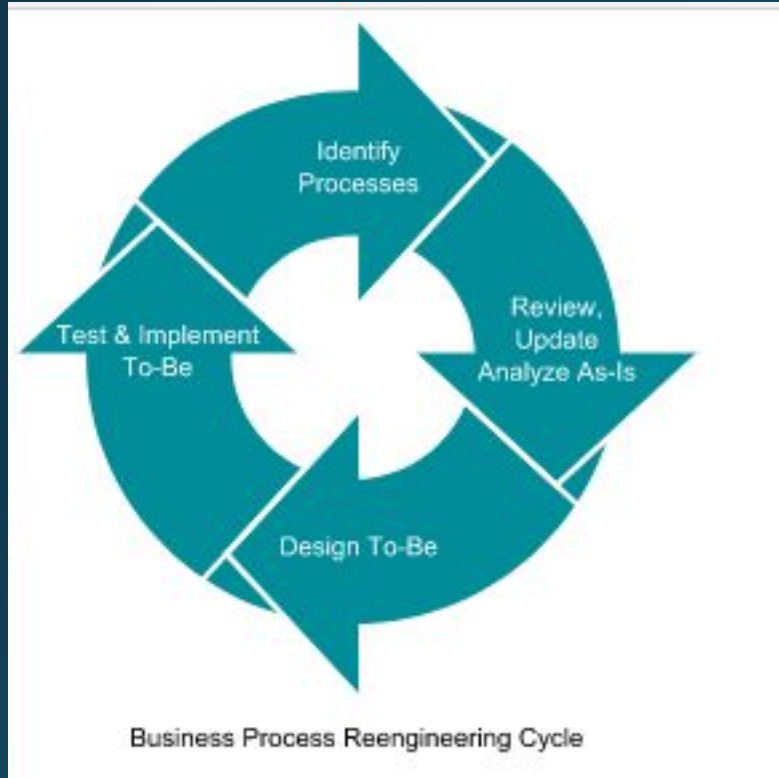 Identify
Processes
Review,
Update
Analyze As-Is
Design To-Be
Test & Implement
To-Be
Business Process Reengineering Cycle